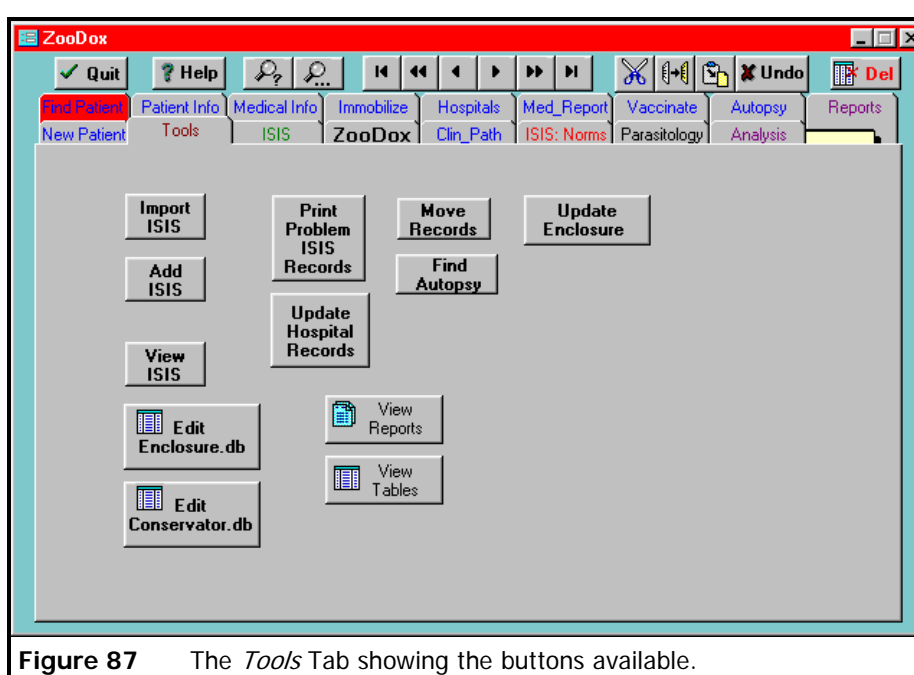 ZooDox
Quit Help ? ... Undo Del
Find Patient Patient Info Medical Info Immobilize Hospitals Med_Report Vaccinate Autopsy Reports
New Patient Tools ISIS ZooDox Clin_Path ISIS: Norms Parasitology Analysis
Import
ISIS
Add
ISIS
View
ISIS
Edit
Enclosure.db
Edit
Conservator.db
Print
Problem
ISIS
Records
Update
Hospital
Records
View
Reports
View
Tables
Move
Records
Find
Autopsy
Update
Enclosure
Figure 87 The Tools Tab showing the buttons available.